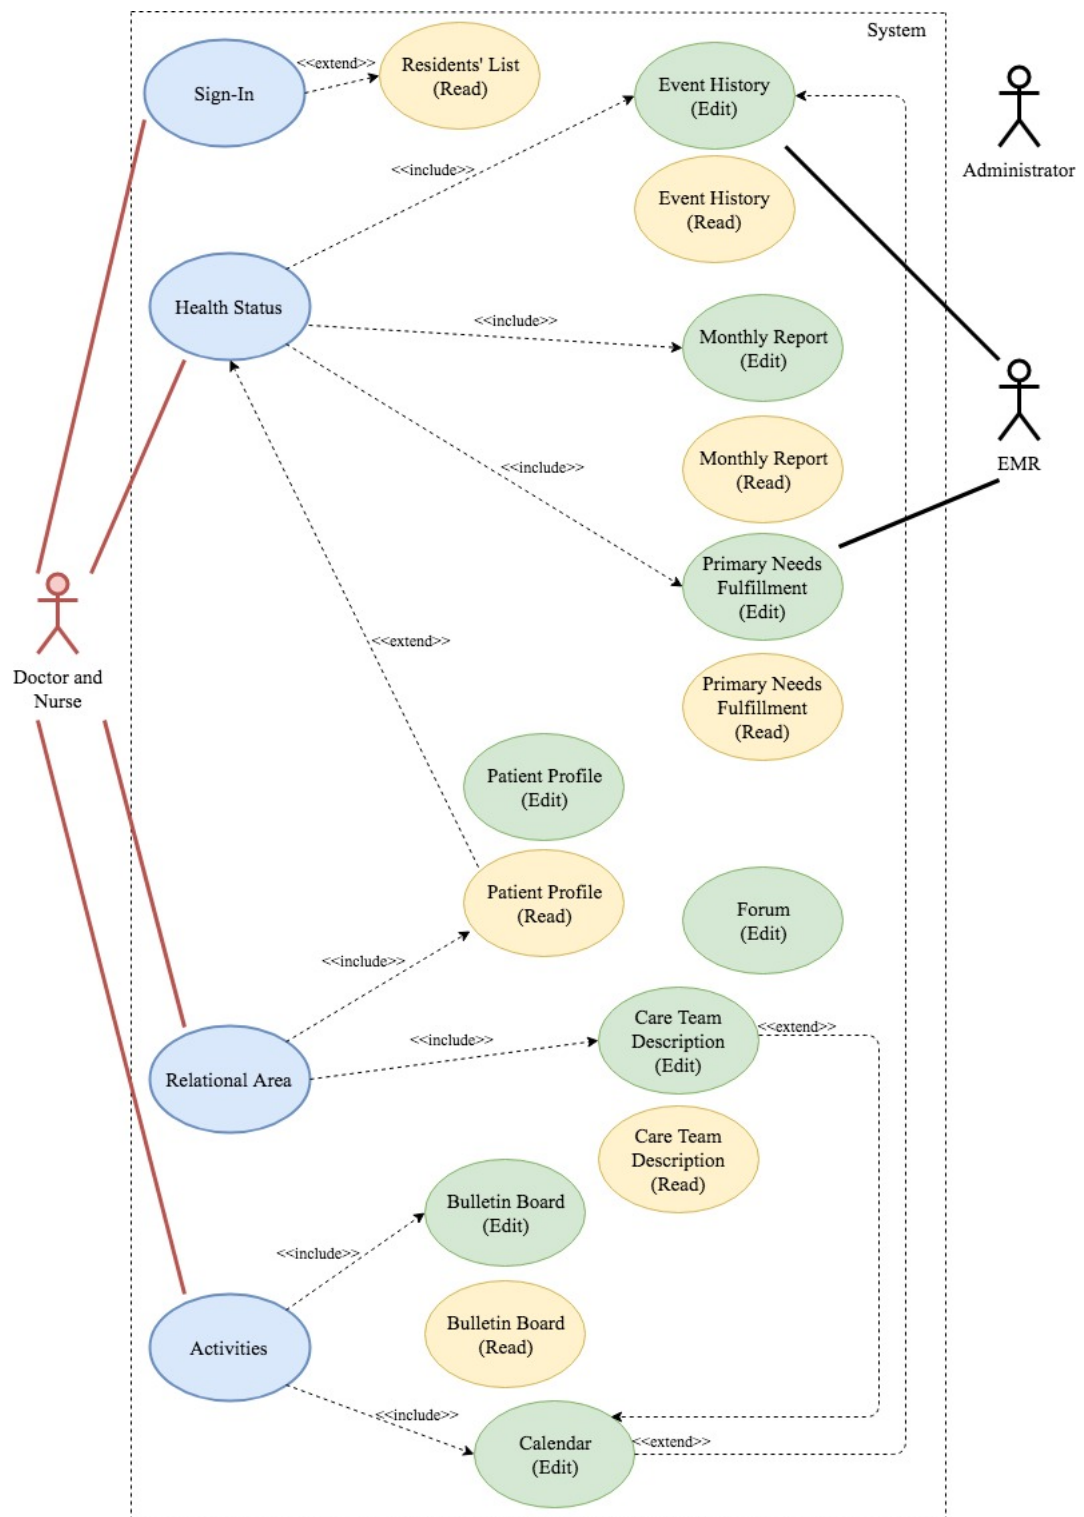 System
Sign-In
<<extend>>
Residents' List
(Read)
Event History
(Edit)
Administrator
<<include>>
Event History
(Read)
Health Status
<<include>>
Monthly Report
(Edit)
Monthly Report
(Read)
<<include>>
EMR
Primary Needs
Fulfillment
(Edit)
<<extend>>
Doctor and
Nurse
Primary Needs
Fulfillment
(Read)
Patient Profile
(Edit)
Patient Profile
(Read)
Forum
(Edit)
<<include>>
Care Team
Description
(Edit)
<<extend>>
<<include>>
Relational Area
Care Team
Description
(Read)
Bulletin Board
(Edit)
<<include>>
Bulletin Board
(Read)
Activities
<<include>>
Calendar
(Edit)
<<extend>>